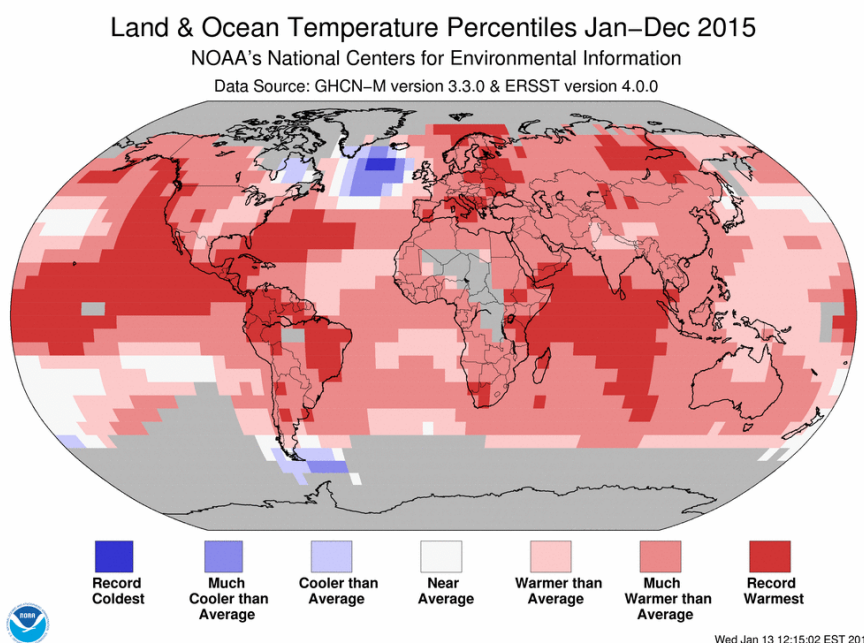 Land & Ocean Temperature Percentiles Jan–Dec 2015
NOAA's National Centers for Environmental Information
Data Source: GHCN–M version 3.3.0 & ERSST version 4.0.0
Record Coldest
Much Cooler than Average
Cooler than Average
Near Average
Warmer than Average
Much Warmer than Average
Record Warmest
NOAA
Wed Jan 13 12:15:02 EST 201